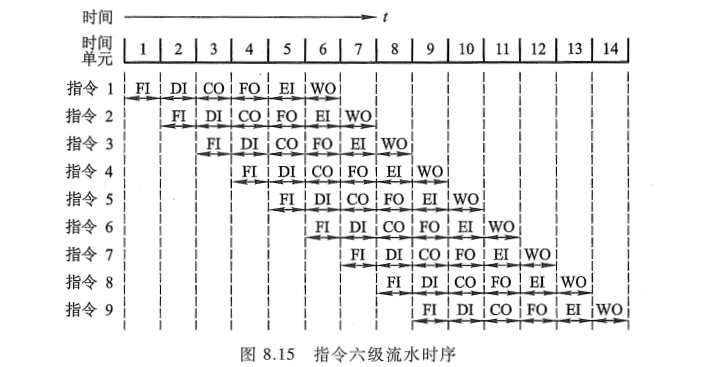 时间 t
时间单元 1 2 3 4 5 6 7 8 9 10 11 12 13 14
指令 1 FI DI CO FO EI WO
指令 2 FI DI CO FO EI WO
指令 3 FI DI CO FO EI WO
指令 4 FI DI CO FO EI WO
指令 5 FI DI CO FO EI WO
指令 6 FI DI CO FO EI WO
指令 7 FI DI CO FO EI WO
指令 8 FI DI CO FO EI WO
指令 9 FI DI CO FO EI WO
图 8.15 指令六级流水时序